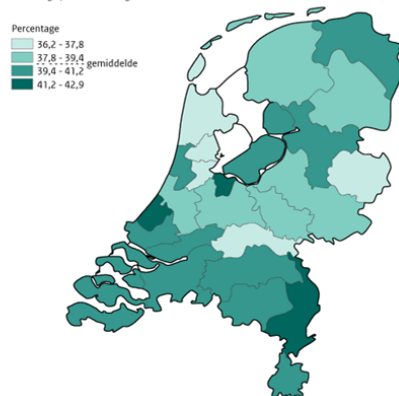 Percentage
36,2 - 37,8
37,8 - 39,4
gemiddelde
39,4 - 41,2
41,2 - 42,9